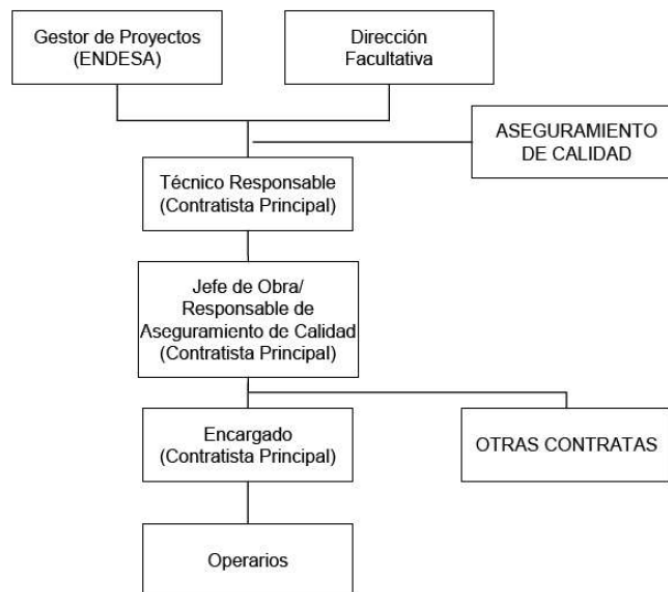 Gestor de Proyectos
(ENDESA)
Dirección
Facultativa
ASEGURAMIENTO
DE CALIDAD
Técnico Responsable
(Contratista Principal)
Jefe de Obra/
Responsable de
Aseguramiento de Calidad
(Contratista Principal)
Encargado
(Contratista Principal)
OTRAS CONTRATAS
Operarios